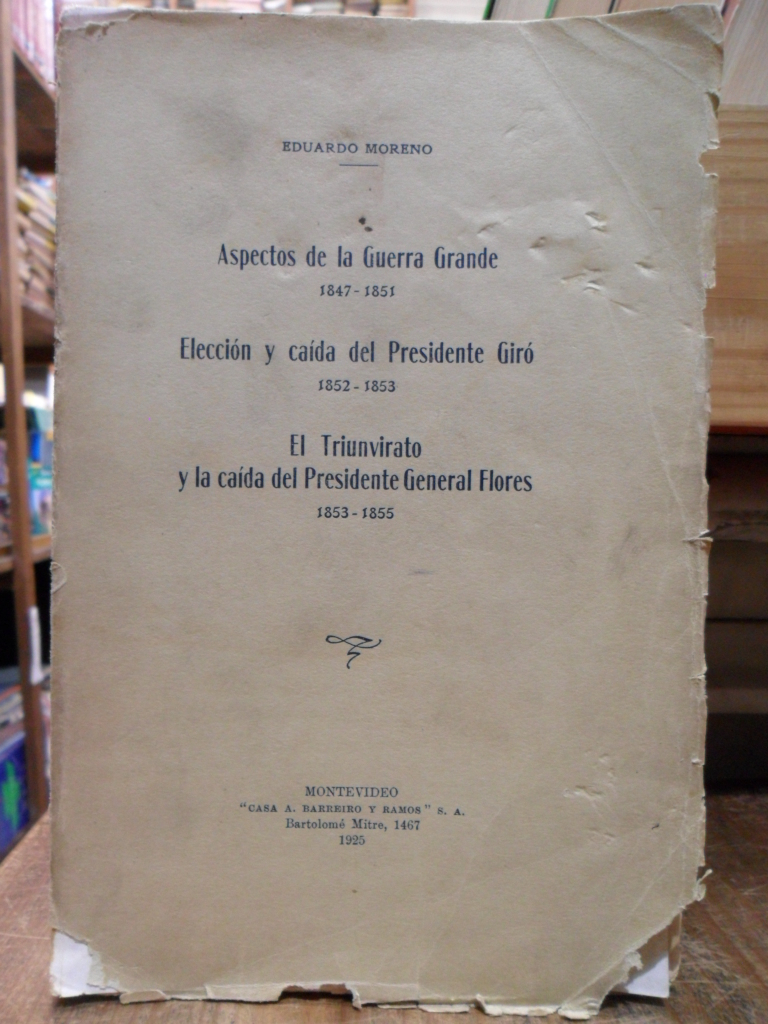 EDUARDO MORENO
Aspectos de la Guerra Grande
1847-1851
Elección y caída del Presidente Giró
1852-1853
El Triunvirato
y la caída del Presidente General Flores
1853-1855
MONTEVIDEO
"CASA A. BARREIRO Y RAMOS" S. A.
Bartolomé Mitre, 1467
1925